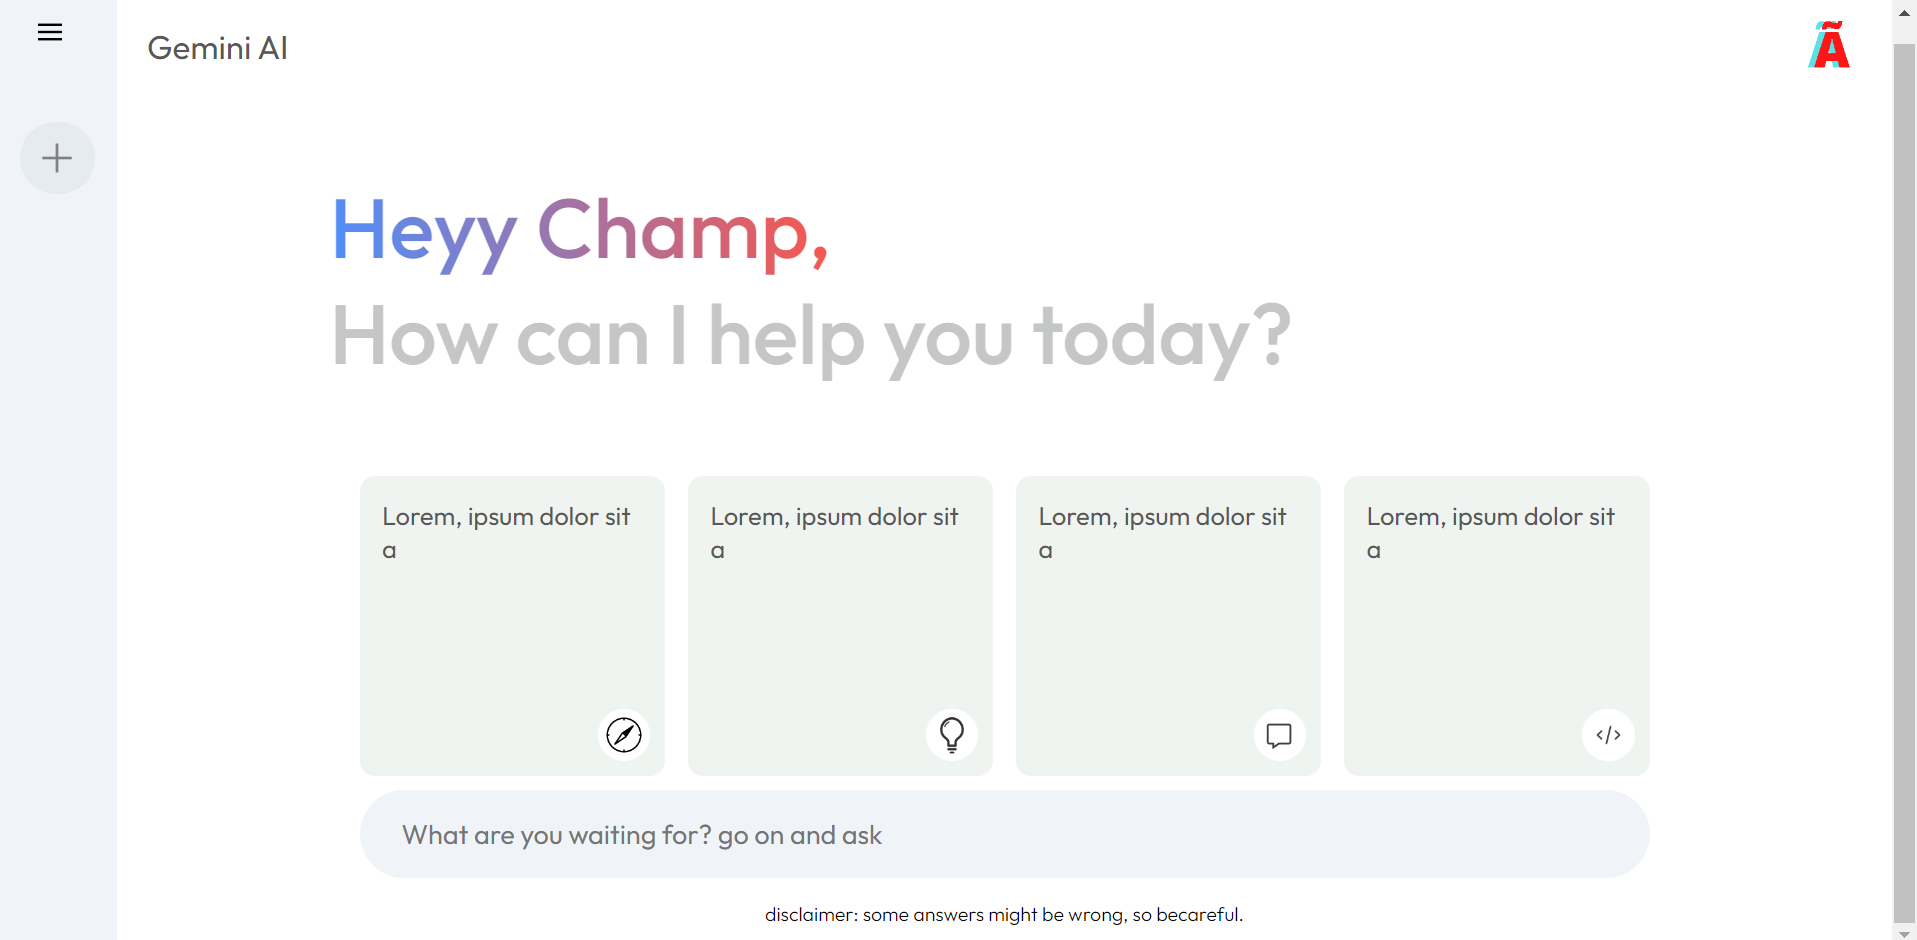 Gemini AI
Ã
Heyy Champ,
How can I help you today?
Lorem, ipsum dolor sit
a
Lorem, ipsum dolor sit
a
Lorem, ipsum dolor sit
a
Lorem, ipsum dolor sit
a
</>
What are you waiting for? go on and ask
disclaimer: some answers might be wrong, so becareful.